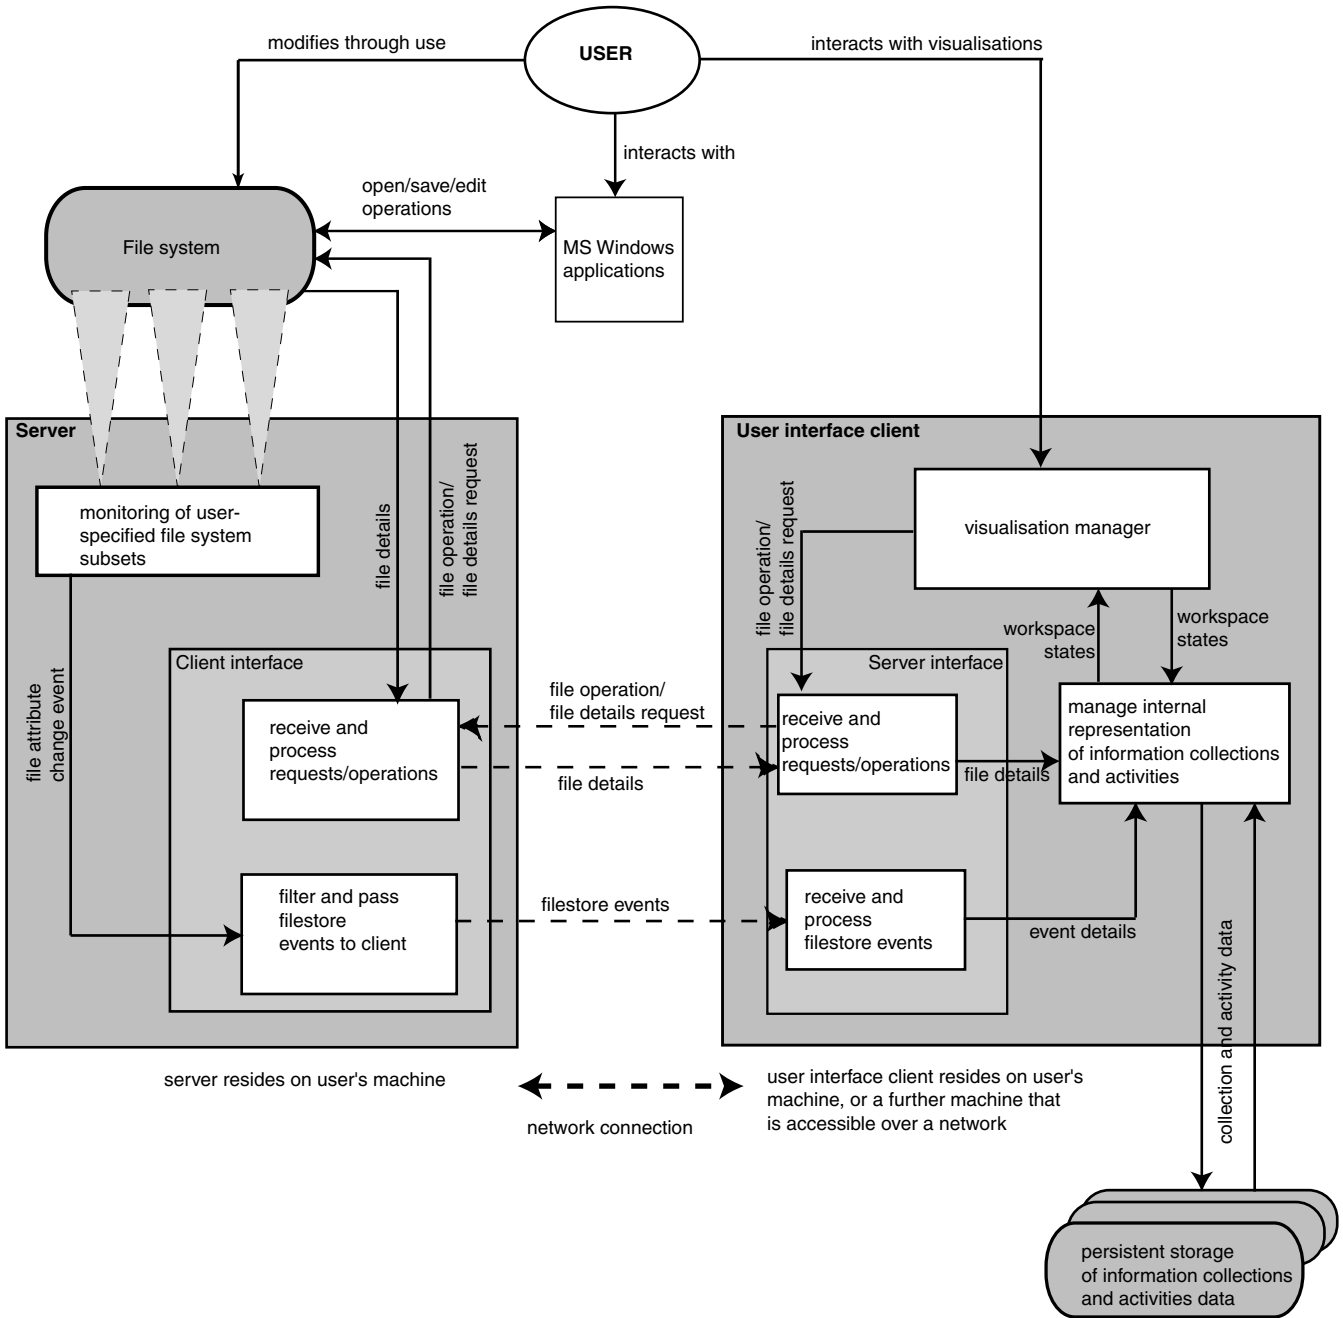 modifies through use
USER
interacts with visualisations
interacts with
open/save/edit
operations
File system
MS Windows
applications
Server
monitoring of user-
specified file system
subsets
file details
file operation/
file details request
file attribute
change event
Client interface
receive and
process
requests/operations
filter and pass
filestore
events to client
file operation/
file details request
file details
filestore events
User interface client
visualisation manager
file operation/
file details request
workspace
states
workspace
states
Server interface
receive and
process
requests/operations
file details
manage internal
representation
of information collections
and activities
receive and
process
filestore events
event details
collection and activity data
server resides on user's machine
network connection
user interface client resides on user's
machine, or a further machine that
is accessible over a network
persistent storage
of information collections
and activities data